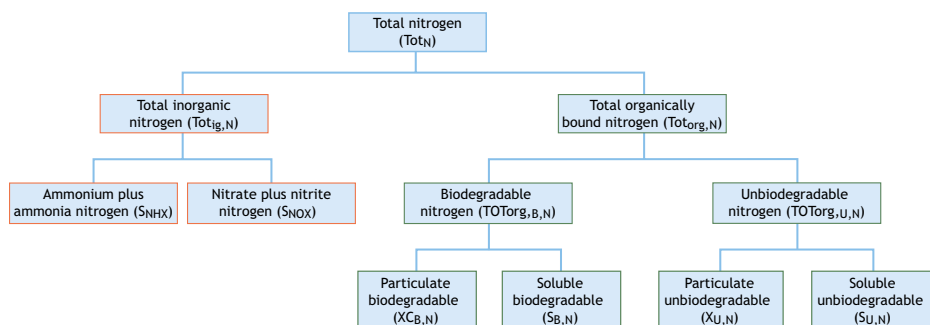 Total nitrogen
(TotN)
Total inorganic
nitrogen (Totig,N)
Total organically
bound nitrogen (Totorg,N)
Ammonium plus
ammonia nitrogen (SNHX)
Nitrate plus nitrite
nitrogen (SNOX)
Biodegradable
nitrogen (TOTorg,B,N)
Unbiodegradable
nitrogen (TOTorg,U,N)
Particulate
biodegradable
(XCB,N)
Soluble
biodegradable
(SB,N)
Particulate
unbiodegradable
(XU,N)
Soluble
unbiodegradable
(SU,N)